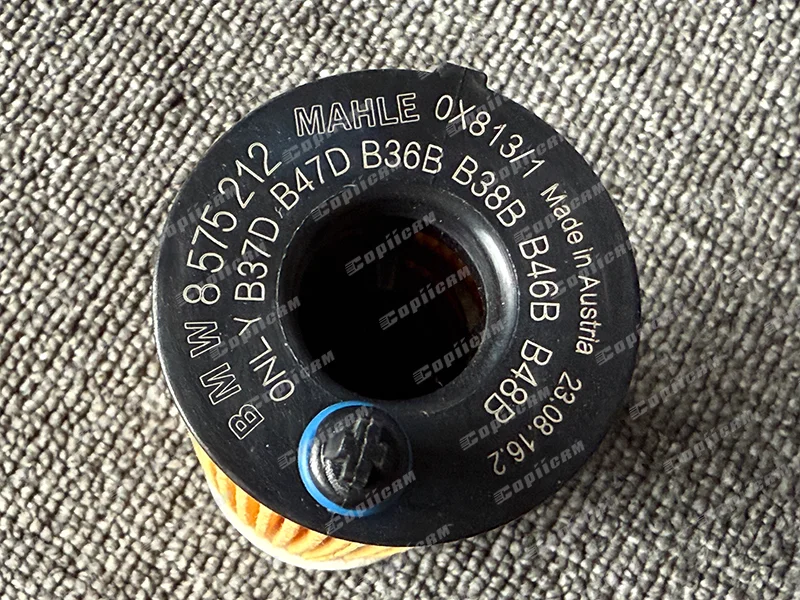 BMW 8 575 212 MAHLE OX813/1 Made in Austria 23.08.16.2
ONLY B37D, B47D B36B B38B B46B B48B
CopiiCRM